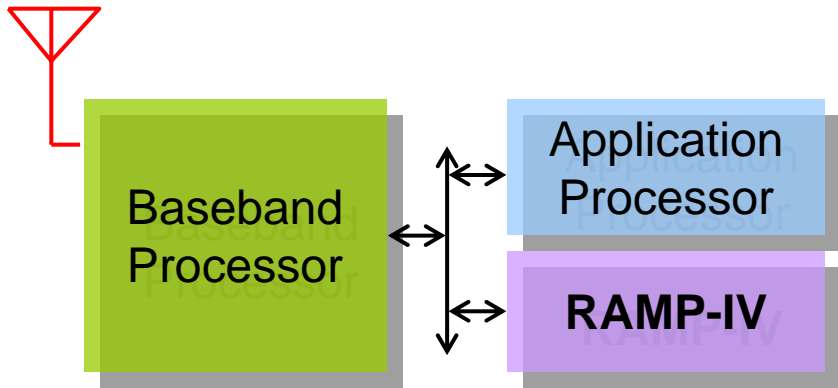 Baseband
Processor
Application
Processor
RAMP-IV